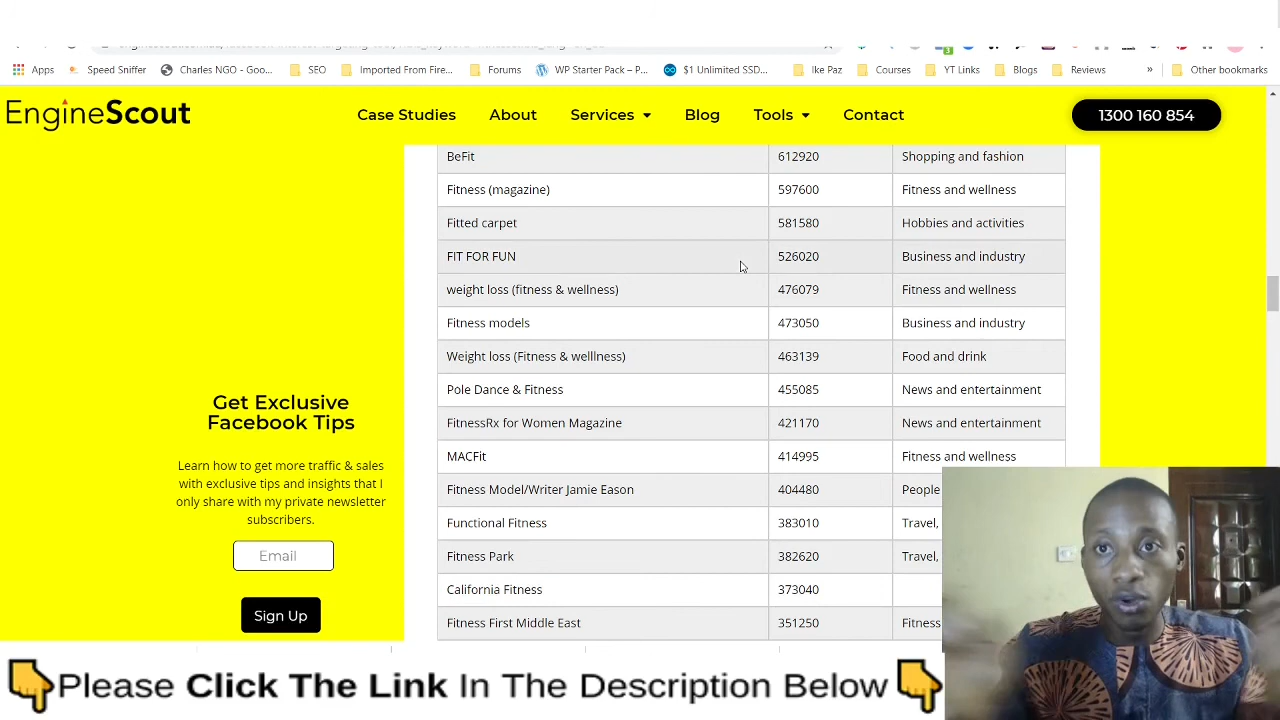 Apps Speed Sniffer Charles NGO - Goo... SEO Imported From Fire... Forums WP Starter Pack – P... $1 Unlimited SSD... Ike Paz Courses YT Links Blogs Reviews » Other bookmarks
EngineScout Case Studies About Services Blog Tools Contact 1300 160 854
BeFit 612920 Shopping and fashion
Fitness (magazine) 597600 Fitness and wellness
Fitted carpet 581580 Hobbies and activities
FIT FOR FUN 526020 Business and industry
weight loss (fitness & wellness) 476079 Fitness and wellness
Fitness models 473050 Business and industry
Weight loss (Fitness & welllness) 463139 Food and drink
Pole Dance & Fitness 455085 News and entertainment
FitnessRx for Women Magazine 421170 News and entertainment
MACFit 414995 Fitness and wellness
Fitness Model/Writer Jamie Eason 404480 People
Functional Fitness 383010 Travel,
Fitness Park 382620 Travel,
California Fitness 373040
Fitness First Middle East 351250 Fitness
Get Exclusive
Facebook Tips
Learn how to get more traffic & sales
with exclusive tips and insights that I
only share with my private newsletter
subscribers.
Email
Sign Up
Please Click The Link In The Description Below